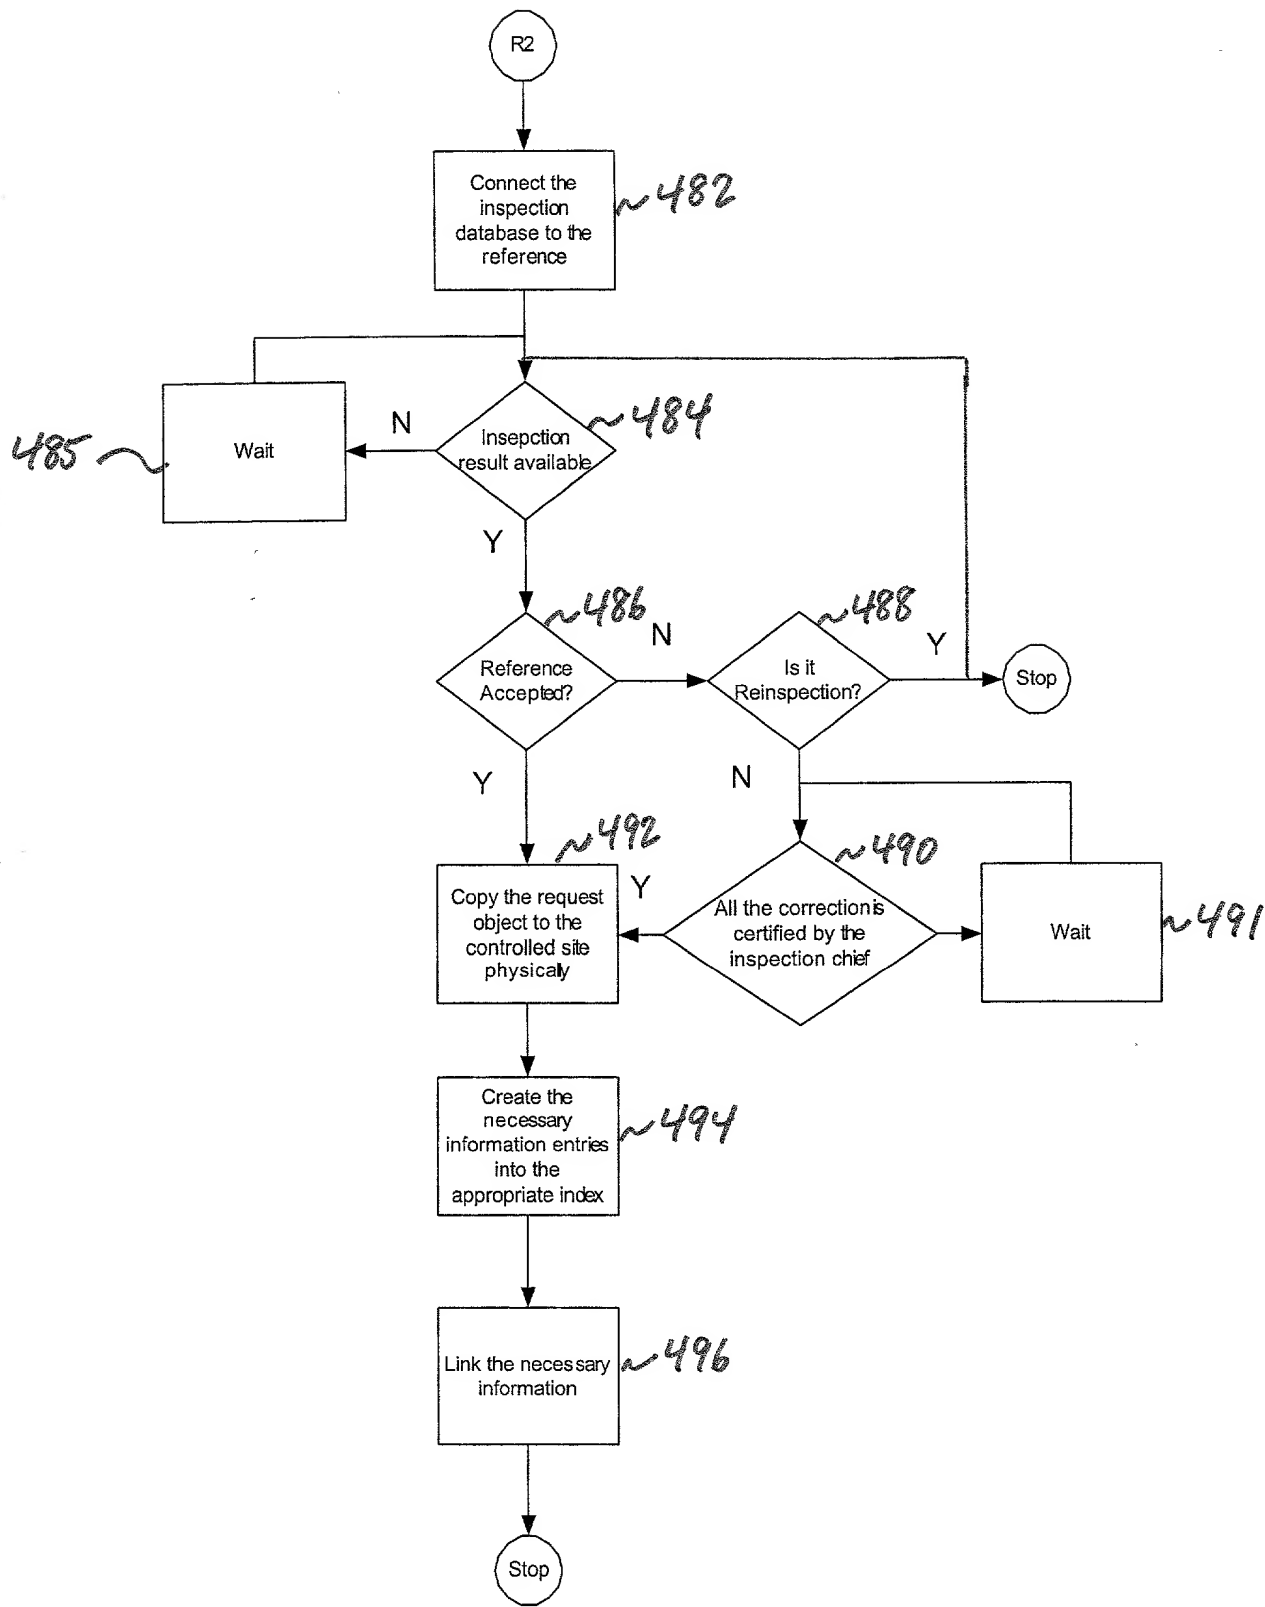 R2
Connect the
inspection
database to the
reference
~482
N
Insepction
result available
~484
Wait
485
Y
~486
N
~488
Y
Reference
Accepted?
Is it
Reinspection?
Stop
Y
N
~492
~490
Copy the request
object to the
controlled site
physically
Y
All the correction is
certified by the
inspection chief
Wait
~491
Create the
necessary
information entries
into the
appropriate index
~494
Link the necessary
information
~496
Stop